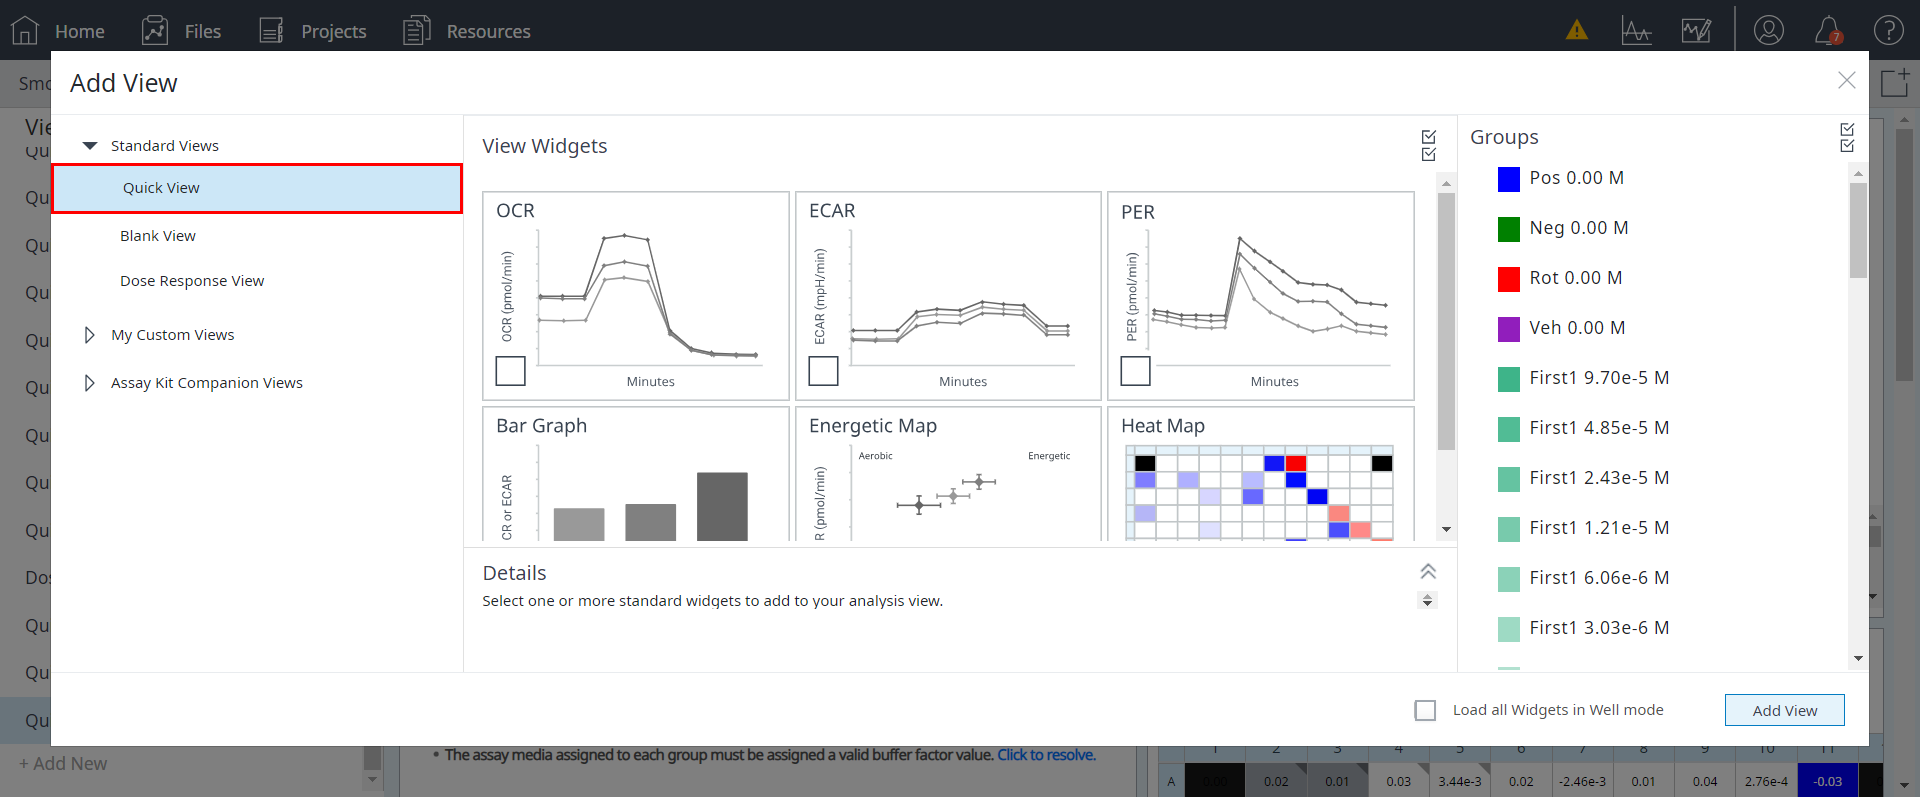 Home
Files
Projects
Resources
7
Smo
Vie
Qu
Qu
Qu
Qu
Qu
Qu
Qu
Qu
Qu
Dos
Qu
Qu
Qu
+ Add New
Add View
Standard Views
Quick View
Blank View
Dose Response View
My Custom Views
Assay Kit Companion Views
View Widgets
OCR
OCR (pmol/min)
Minutes
ECAR
ECAR (mpH/min)
Minutes
PER
PER (pmol/min)
Minutes
Bar Graph
CR or ECAR
Energetic Map
Aerobic
Energetic
R (pmol/min)
Heat Map
Details
Select one or more standard widgets to add to your analysis view.
Groups
Pos 0.00 M
Neg 0.00 M
Rot 0.00 M
Veh 0.00 M
First1 9.70e-5 M
First1 4.85e-5 M
First1 2.43e-5 M
First1 1.21e-5 M
First1 6.06e-6 M
First1 3.03e-6 M
Load all Widgets in Well mode
Add View
• The assay media assigned to each group must be assigned a valid buffer factor value. Click to resolve.
1 2 3 4 5 6 7 8 9 10 11
A 0.00 0.02 0.01 0.03 3.44e-3 0.02 -2.46e-3 0.01 0.04 2.76e-4 -0.03